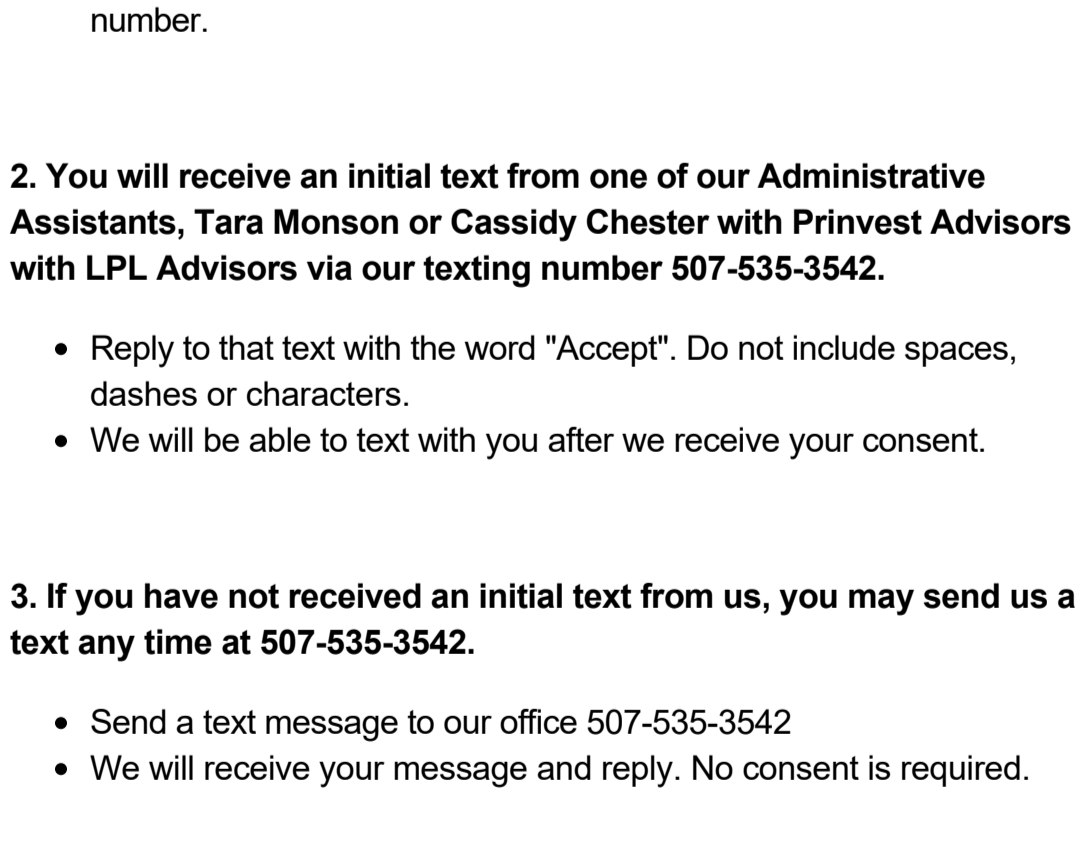 number.
2. You will receive an initial text from one of our Administrative
Assistants, Tara Monson or Cassidy Chester with Prinvest Advisors
with LPL Advisors via our texting number 507-535-3542.
• Reply to that text with the word "Accept". Do not include spaces,
dashes or characters.
• We will be able to text with you after we receive your consent.
3. If you have not received an initial text from us, you may send us a
text any time at 507-535-3542.
• Send a text message to our office 507-535-3542
• We will receive your message and reply. No consent is required.